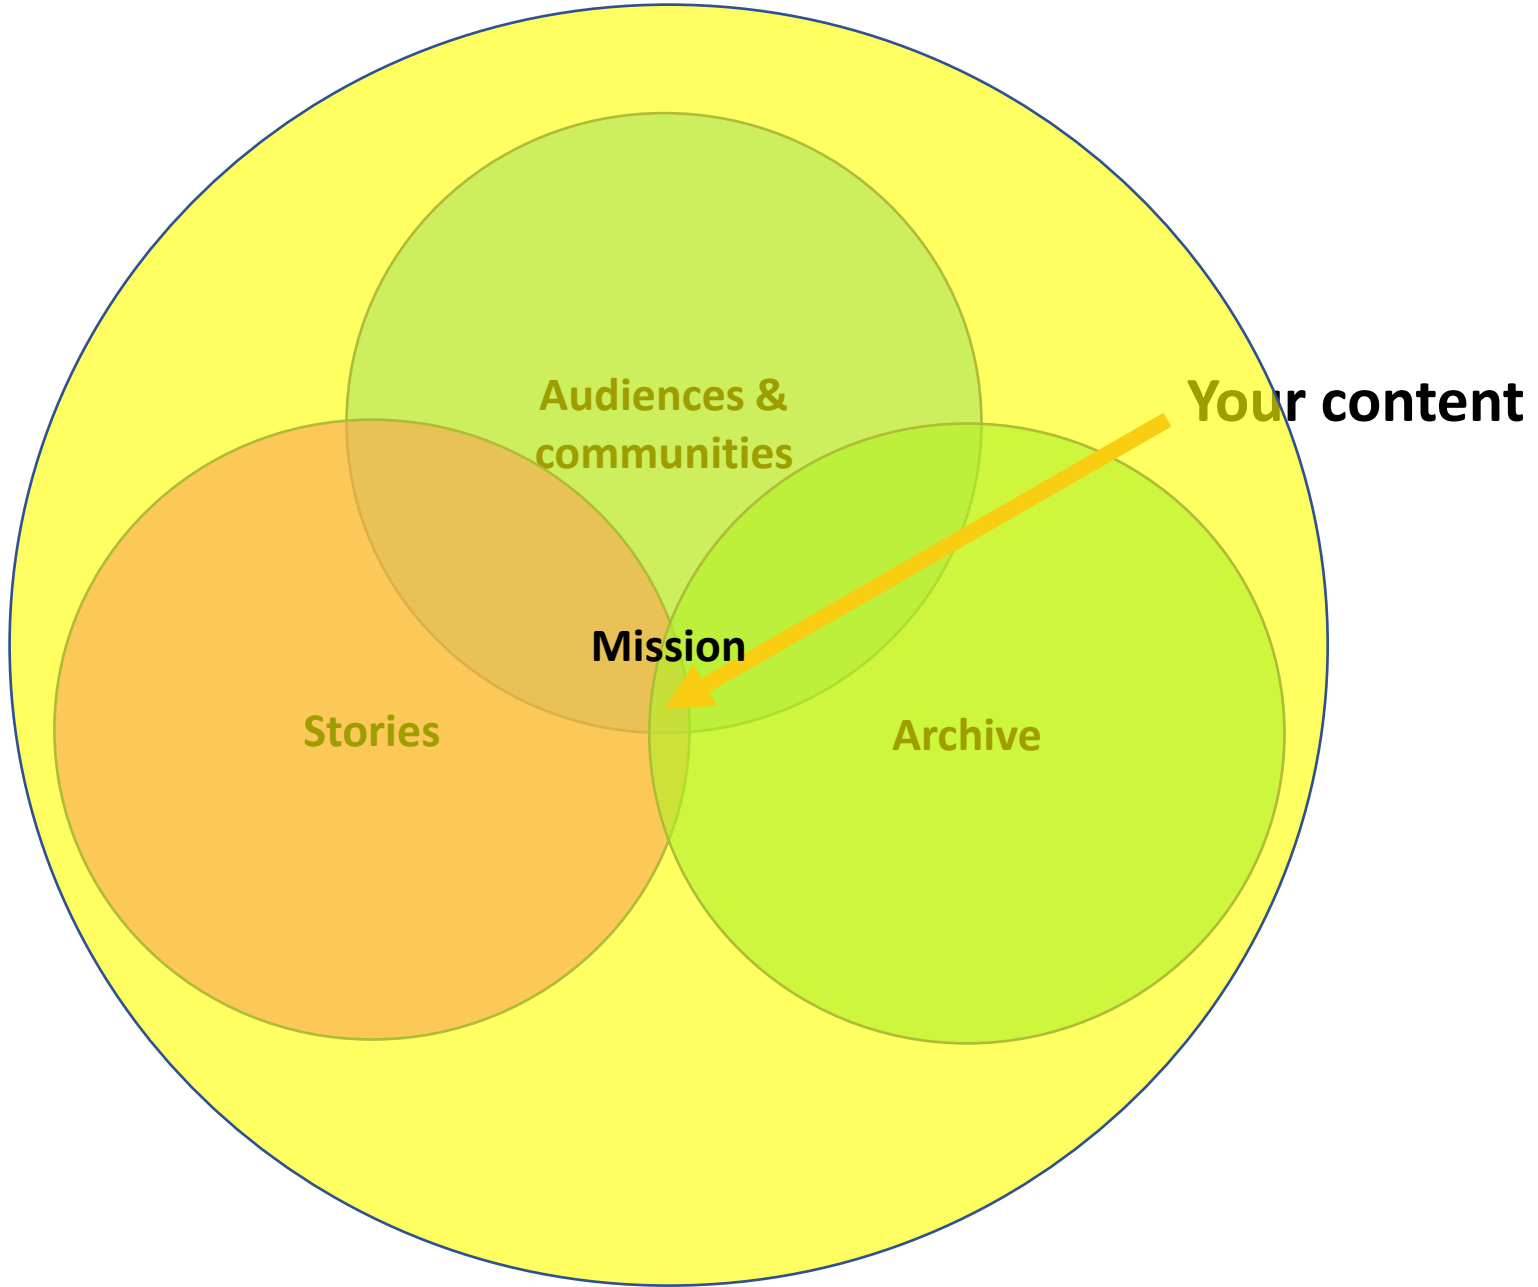 Audiences &
communities
Your content
Mission
Stories
Archive